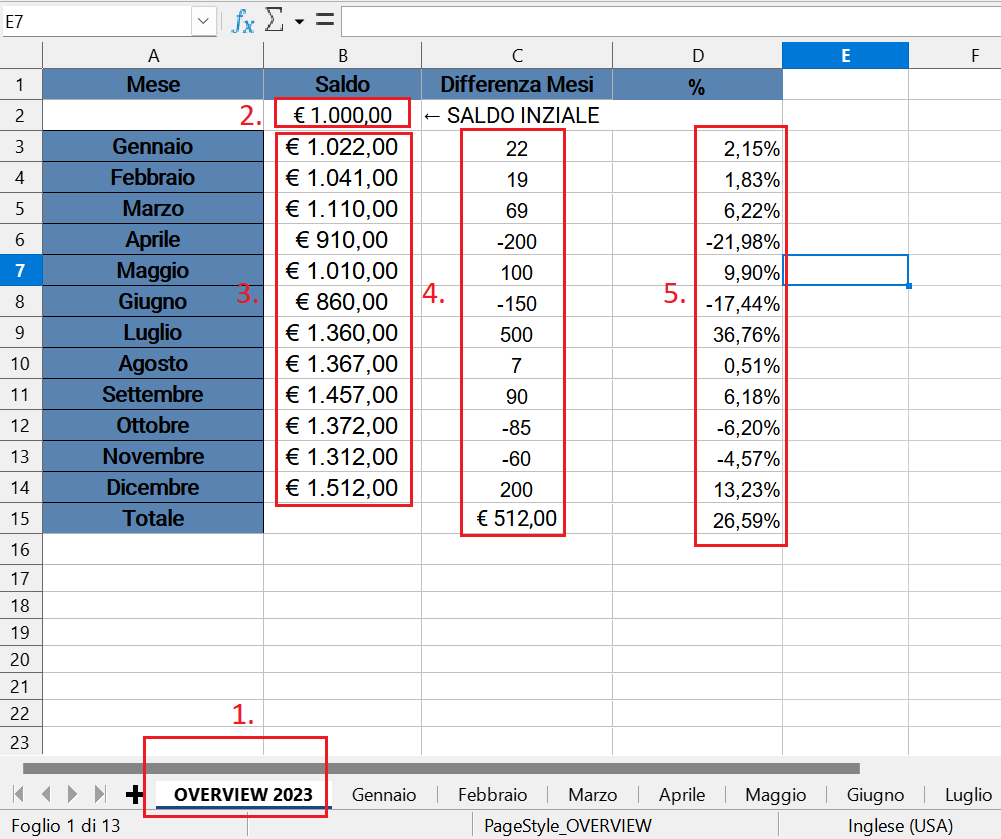 E7 fx Σ =
A B C D E F
1 Mese Saldo Differenza Mesi %
2 2. € 1.000,00 ← SALDO INZIALE
3 Gennaio € 1.022,00 22 2,15%
4 Febbraio € 1.041,00 19 1,83%
5 Marzo € 1.110,00 69 6,22%
6 Aprile € 910,00 -200 -21,98%
7 Maggio € 1.010,00 100 9,90%
8 Giugno 3. € 860,00 4. -150 5. -17,44%
9 Luglio € 1.360,00 500 36,76%
10 Agosto € 1.367,00 7 0,51%
11 Settembre € 1.457,00 90 6,18%
12 Ottobre € 1.372,00 -85 -6,20%
13 Novembre € 1.312,00 -60 -4,57%
14 Dicembre € 1.512,00 200 13,23%
15 Totale € 512,00 26,59%
16
17
18
19
20
21
22 1.
23
OVERVIEW 2023 Gennaio Febbraio Marzo Aprile Maggio Giugno Luglio
Foglio 1 di 13 PageStyle_OVERVIEW Inglese (USA)